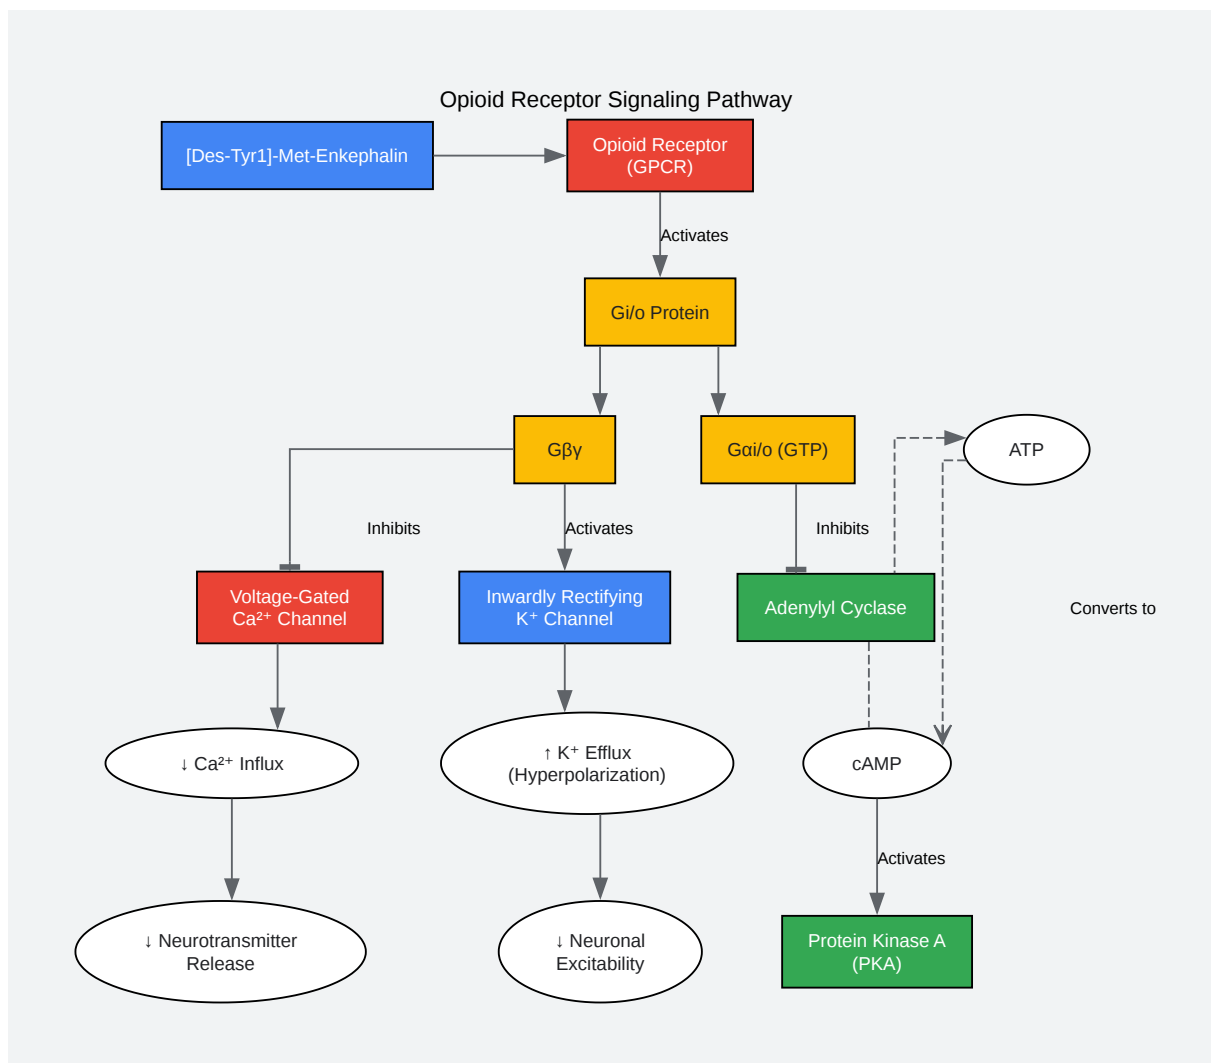 Opioid Receptor Signaling Pathway
[Des-Tyr1]-Met-Enkephalin
Opioid Receptor
(GPCR)
Activates
Gi/o Protein
Gβγ
Gαi/o (GTP)
ATP
Inhibits
Activates
Inhibits
Voltage-Gated
Ca²⁺ Channel
Inwardly Rectifying
K⁺ Channel
Adenylyl Cyclase
Converts to
↓ Ca²⁺ Influx
↑ K⁺ Efflux
(Hyperpolarization)
cAMP
Activates
↓ Neurotransmitter
Release
↓ Neuronal
Excitability
Protein Kinase A
(PKA)